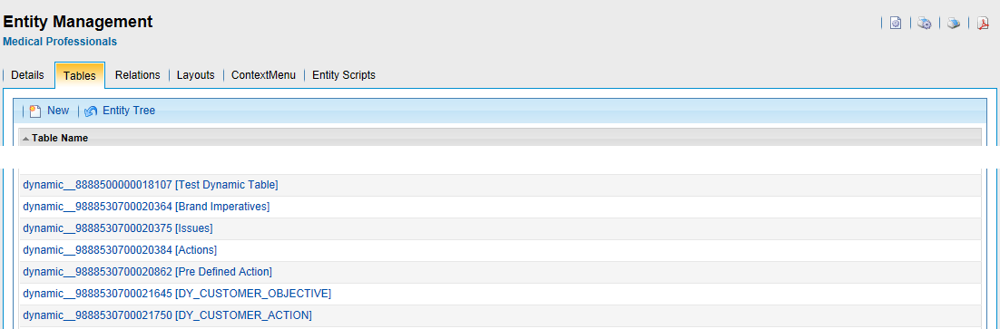 Entity Management
Medical Professionals
Details Tables Relations Layouts ContextMenu Entity Scripts
New Entity Tree
Table Name
dynamic__8888500000018107 [Test Dynamic Table]
dynamic__9888530700020364 [Brand Imperatives]
dynamic__9888530700020375 [Issues]
dynamic__9888530700020384 [Actions]
dynamic__9888530700020862 [Pre Defined Action]
dynamic__9888530700021645 [DY_CUSTOMER_OBJECTIVE]
dynamic__9888530700021750 [DY_CUSTOMER_ACTION]